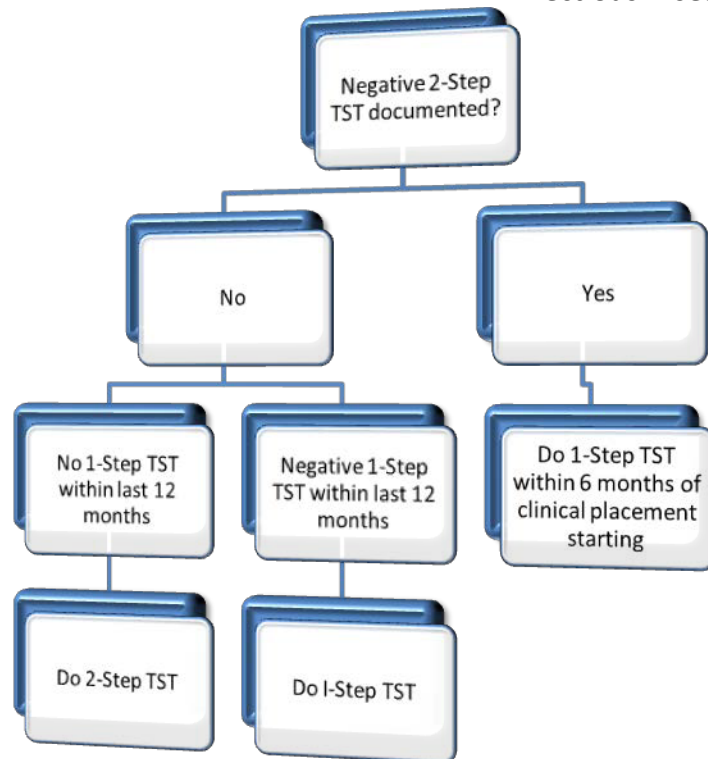 Negative 2-Step
TST documented?
No
Yes
No 1-Step TST
within last 12
months
Negative 1-Step
TST within last 12
months
Do 1-Step TST
within 6 months of
clinical placement
starting
Do 2-Step TST
Do I-Step TST